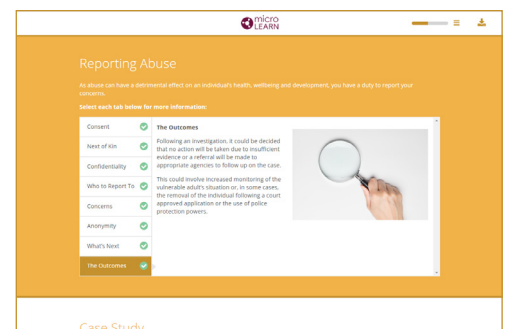 micro
LEARN
Reporting Abuse
As abuse can have a detrimental effect on an individual's health, wellbeing and development, you have a duty to report your
concerns.
Select each tab below for more information:
Consent
Next of Kin
Confidentiality
Who to Report To
Concerns
Anonymity
What's Next
The Outcomes
The Outcomes
Following an investigation, it could be decided
that no action will be taken due to insufficient
evidence or a referral will be made to
appropriate agencies to follow up on the case.
This could involve increased monitoring of the
vulnerable adult's situation or, in some cases,
the removal of the individual following a court
approved application or the use of police
protection powers.
Case Study